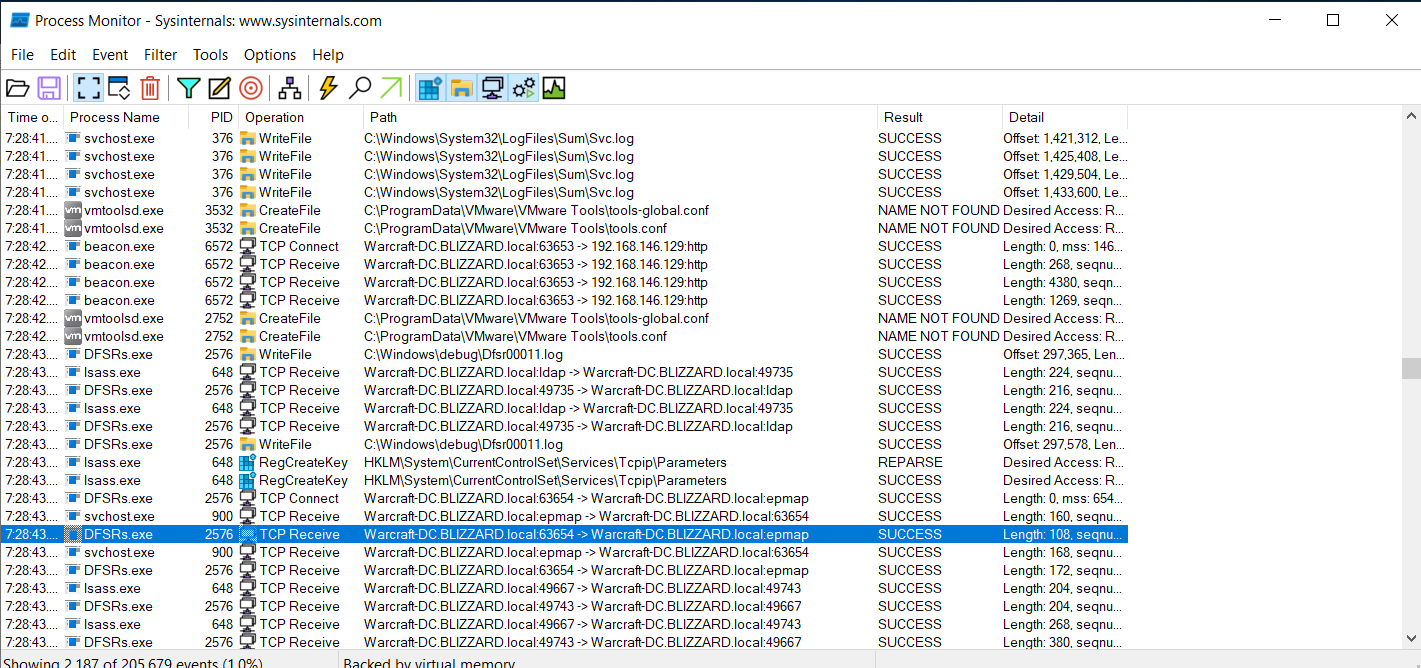 Process Monitor - Sysinternals: www.sysinternals.com
File Edit Event Filter Tools Options Help
Time o... Process Name PID Operation Path Result Detail
7:28:41.... svchost.exe 376 WriteFile C:\Windows\System32\LogFiles\Sum\Svc.log SUCCESS Offset: 1,421,312, Le...
7:28:41.... svchost.exe 376 WriteFile C:\Windows\System32\LogFiles\Sum\Svc.log SUCCESS Offset: 1,425,408, Le...
7:28:41.... svchost.exe 376 WriteFile C:\Windows\System32\LogFiles\Sum\Svc.log SUCCESS Offset: 1,429,504, Le...
7:28:41.... svchost.exe 376 WriteFile C:\Windows\System32\LogFiles\Sum\Svc.log SUCCESS Offset: 1,433,600, Le...
7:28:41.... vm vmtoolsd.exe 3532 CreateFile C:\ProgramData\VMware\VMware Tools\tools-global.conf NAME NOT FOUND Desired Access: R...
7:28:41.... vm vmtoolsd.exe 3532 CreateFile C:\ProgramData\VMware\VMware Tools\tools.conf NAME NOT FOUND Desired Access: R...
7:28:42.... beacon.exe 6572 TCP Connect Warcraft-DC.BLIZZARD.local:63653 -> 192.168.146.129:http SUCCESS Length: 0, mss: 146...
7:28:42.... beacon.exe 6572 TCP Receive Warcraft-DC.BLIZZARD.local:63653 -> 192.168.146.129:http SUCCESS Length: 268, seqnu...
7:28:42.... beacon.exe 6572 TCP Receive Warcraft-DC.BLIZZARD.local:63653 -> 192.168.146.129:http SUCCESS Length: 4380, seqn...
7:28:42.... beacon.exe 6572 TCP Receive Warcraft-DC.BLIZZARD.local:63653 -> 192.168.146.129:http SUCCESS Length: 1269, seqn...
7:28:42.... vm vmtoolsd.exe 2752 CreateFile C:\ProgramData\VMware\VMware Tools\tools-global.conf NAME NOT FOUND Desired Access: R...
7:28:42.... vm vmtoolsd.exe 2752 CreateFile C:\ProgramData\VMware\VMware Tools\tools.conf NAME NOT FOUND Desired Access: R...
7:28:43.... DFSRs.exe 2576 WriteFile C:\Windows\debug\Dfsr00011.log SUCCESS Offset: 297,365, Len...
7:28:43.... lsass.exe 648 TCP Receive Warcraft-DC.BLIZZARD.local:ldap -> Warcraft-DC.BLIZZARD.local:49735 SUCCESS Length: 224, seqnu...
7:28:43.... DFSRs.exe 2576 TCP Receive Warcraft-DC.BLIZZARD.local:49735 -> Warcraft-DC.BLIZZARD.local:ldap SUCCESS Length: 216, seqnu...
7:28:43.... lsass.exe 648 TCP Receive Warcraft-DC.BLIZZARD.local:ldap -> Warcraft-DC.BLIZZARD.local:49735 SUCCESS Length: 224, seqnu...
7:28:43.... DFSRs.exe 2576 TCP Receive Warcraft-DC.BLIZZARD.local:49735 -> Warcraft-DC.BLIZZARD.local:ldap SUCCESS Length: 216, seqnu...
7:28:43.... DFSRs.exe 2576 WriteFile C:\Windows\debug\Dfsr00011.log SUCCESS Offset: 297,578, Len...
7:28:43.... lsass.exe 648 RegCreateKey HKLM\System\CurrentControlSet\Services\Tcpip\Parameters REPARSE Desired Access: R...
7:28:43.... lsass.exe 648 RegCreateKey HKLM\System\CurrentControlSet\Services\Tcpip\Parameters SUCCESS Desired Access: R...
7:28:43.... DFSRs.exe 2576 TCP Connect Warcraft-DC.BLIZZARD.local:63654 -> Warcraft-DC.BLIZZARD.local:epmap SUCCESS Length: 0, mss: 654...
7:28:43.... svchost.exe 900 TCP Receive Warcraft-DC.BLIZZARD.local:epmap -> Warcraft-DC.BLIZZARD.local:63654 SUCCESS Length: 160, seqnu...
7:28:43.... DFSRs.exe 2576 TCP Receive Warcraft-DC.BLIZZARD.local:63654 -> Warcraft-DC.BLIZZARD.local:epmap SUCCESS Length: 108, seqnu...
7:28:43.... svchost.exe 900 TCP Receive Warcraft-DC.BLIZZARD.local:epmap -> Warcraft-DC.BLIZZARD.local:63654 SUCCESS Length: 168, seqnu...
7:28:43.... DFSRs.exe 2576 TCP Receive Warcraft-DC.BLIZZARD.local:63654 -> Warcraft-DC.BLIZZARD.local:epmap SUCCESS Length: 172, seqnu...
7:28:43.... lsass.exe 648 TCP Receive Warcraft-DC.BLIZZARD.local:49667 -> Warcraft-DC.BLIZZARD.local:49743 SUCCESS Length: 204, seqnu...
7:28:43.... DFSRs.exe 2576 TCP Receive Warcraft-DC.BLIZZARD.local:49743 -> Warcraft-DC.BLIZZARD.local:49667 SUCCESS Length: 204, seqnu...
7:28:43.... lsass.exe 648 TCP Receive Warcraft-DC.BLIZZARD.local:49667 -> Warcraft-DC.BLIZZARD.local:49743 SUCCESS Length: 268, seqnu...
7:28:43.... DFSRs.exe 2576 TCP Receive Warcraft-DC.BLIZZARD.local:49743 -> Warcraft-DC.BLIZZARD.local:49667 SUCCESS Length: 380, seqnu...
Showing 2,187 of 205,679 events (1.0%) Backed by virtual memory